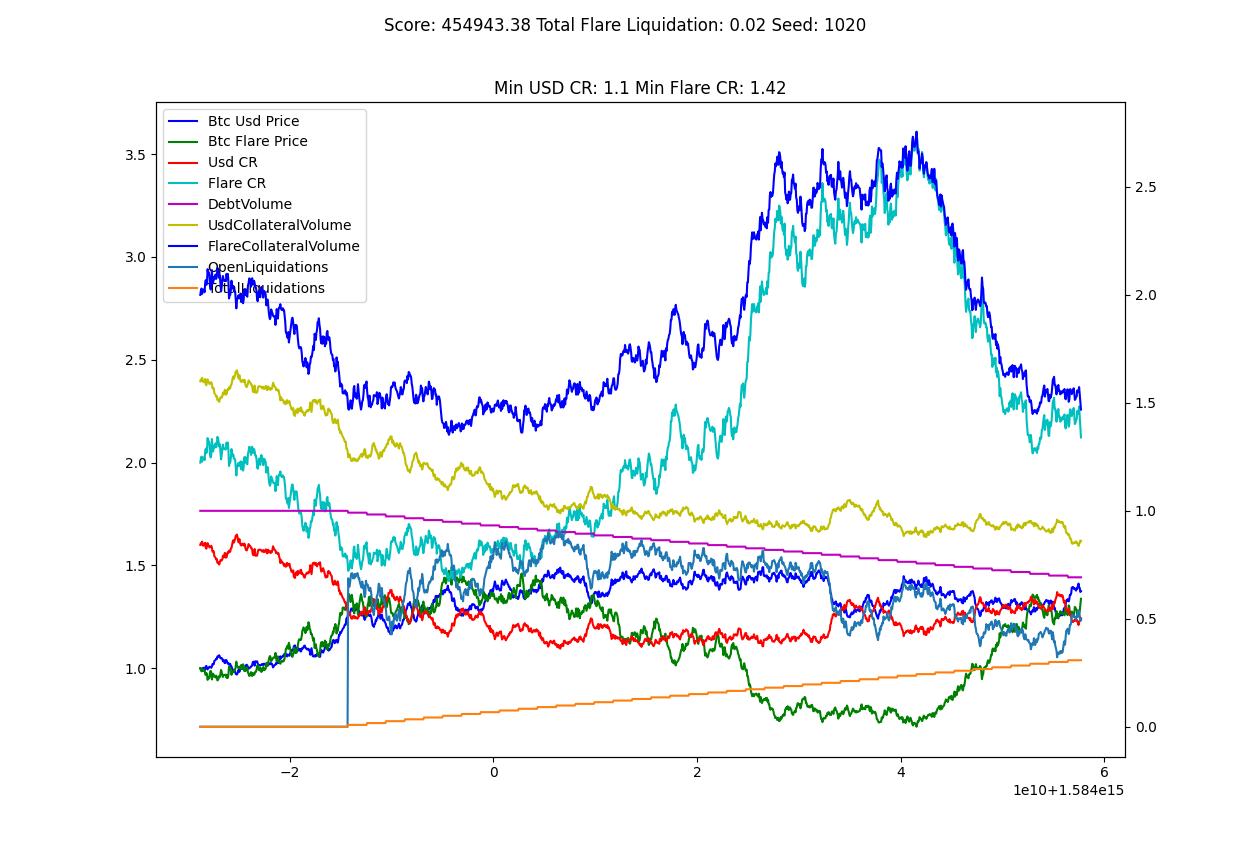 Score: 454943.38 Total Flare Liquidation: 0.02 Seed: 1020
Min USD CR: 1.1 Min Flare CR: 1.42
Btc Usd Price
Btc Flare Price
Usd CR
Flare CR
DebtVolume
UsdCollateralVolume
FlareCollateralVolume
OpenLiquidations
TotalLiquidations
3.5
3.0
2.5
2.0
1.5
1.0
2.5
2.0
1.5
1.0
0.5
0.0
−2 0 2 4 6
1e10+1.584e15